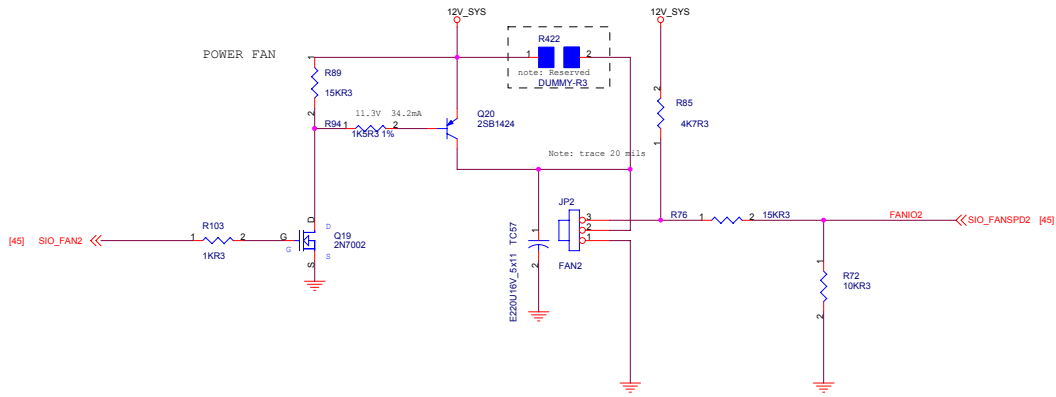 12V_SYS
12V_SYS
POWER FAN
R422
1
2
note: Reserved
DUMMY-R3
1
R89
15KR3
2
11.3V 34.2mA
R94
1
2
1K5R3 1%
Q20
2SB1424
2
R85
4K7R3
1
Note: trace 20 mils
JP2
3
2
1
FAN2
1
TC57
E220U16V_5x11
2
R76
1
2
15KR3
FANIO2
SIO_FANSPD2
[45]
[45]
SIO_FAN2
R103
1
2
1KR3
D
D
G
G
Q19
2N7002
S
S
1
R72
10KR3
2